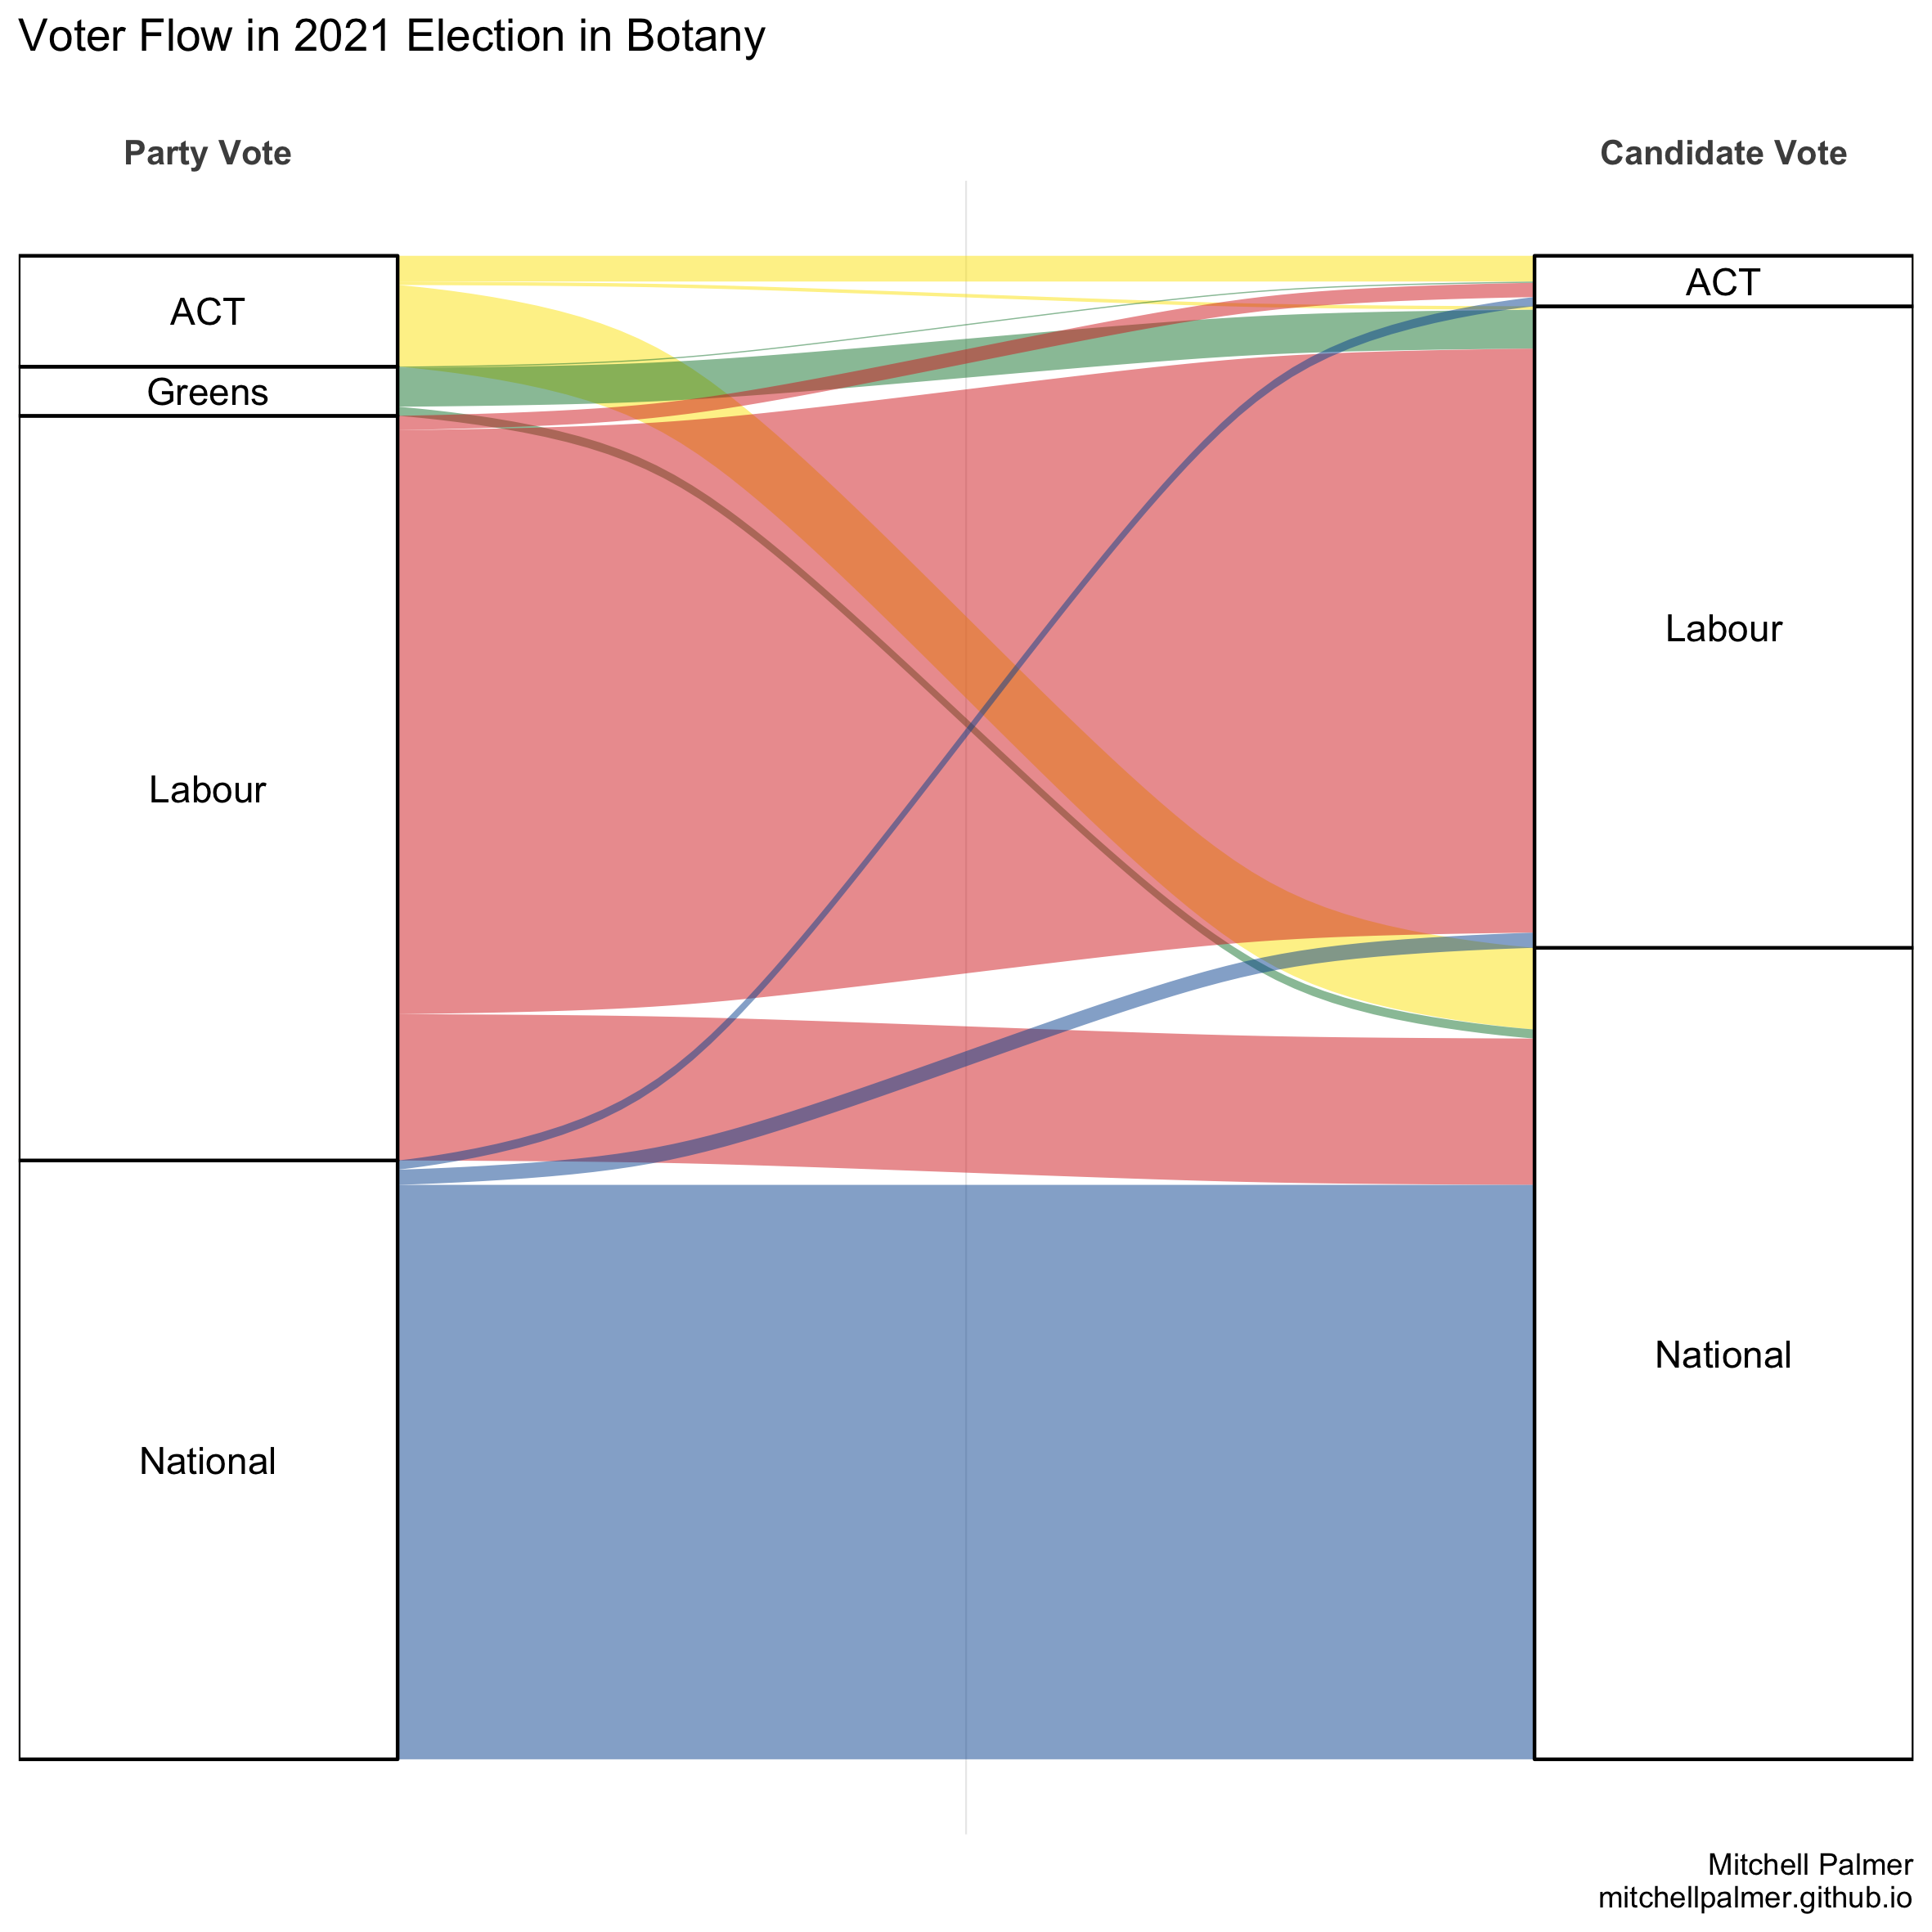 Voter Flow in 2021 Election in Botany
Party Vote
Candidate Vote
ACT
Greens
Labour
National
ACT
Labour
National
Mitchell Palmer
mitchellpalmer.github.io